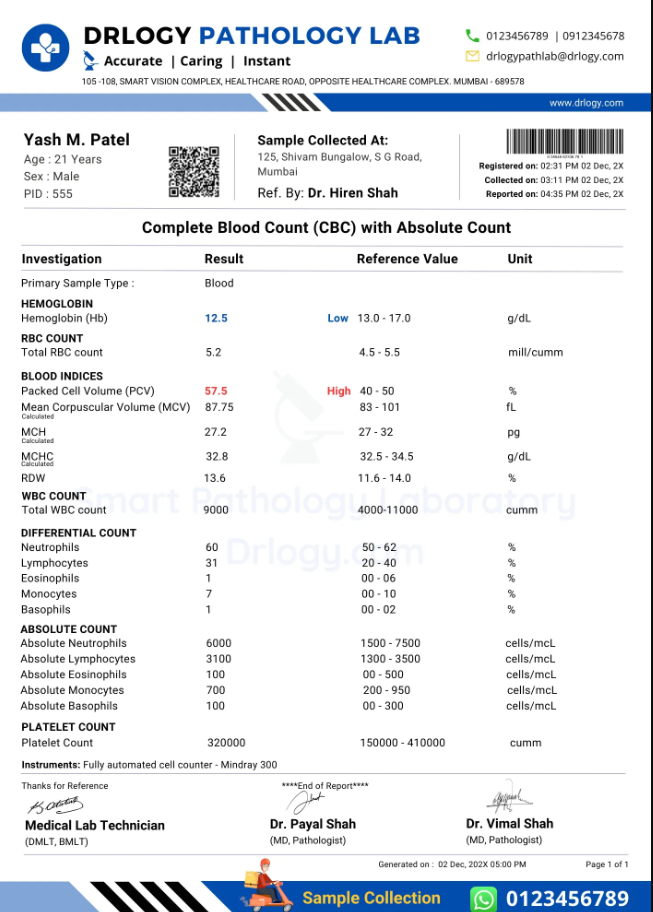 DRLOGY PATHOLOGY LAB
Accurate | Caring | Instant
0123456789 | 0912345678
drlogypathlab@drlogy.com
105 -108, SMART VISION COMPLEX, HEALTHCARE ROAD, OPPOSITE HEALTHCARE COMPLEX. MUMBAI - 689578
www.drlogy.com
Yash M. Patel
Age : 21 Years
Sex : Male
PID : 555
Sample Collected At:
125, Shivam Bungalow, S G Road,
Mumbai
Ref. By: Dr. Hiren Shah
Registered on: 02:31 PM 02 Dec, 2X
Collected on: 03:11 PM 02 Dec, 2X
Reported on: 04:35 PM 02 Dec, 2X
Complete Blood Count (CBC) with Absolute Count
Investigation Result Reference Value Unit
Primary Sample Type : Blood
HEMOGLOBIN
Hemoglobin (Hb) 12.5 Low 13.0 - 17.0 g/dL
RBC COUNT
Total RBC count 5.2 4.5 - 5.5 mill/cumm
BLOOD INDICES
Packed Cell Volume (PCV) 57.5 High 40 - 50 %
Mean Corpuscular Volume (MCV) 87.75 83 - 101 fL
Calculated
MCH 27.2 27 - 32 pg
Calculated
MCHC 32.8 32.5 - 34.5 g/dL
Calculated
RDW 13.6 11.6 - 14.0 %
WBC COUNT
Smart Pathology Laboratory
Total WBC count 9000 4000-11000 cumm
DIFFERENTIAL COUNT
Drlogy.com
Neutrophils 60 50 - 62 %
Lymphocytes 31 20 - 40 %
Eosinophils 1 00 - 06 %
Monocytes 7 00 - 10 %
Basophils 1 00 - 02 %
ABSOLUTE COUNT
Absolute Neutrophils 6000 1500 - 7500 cells/mcL
Absolute Lymphocytes 3100 1300 - 3500 cells/mcL
Absolute Eosinophils 100 00 - 500 cells/mcL
Absolute Monocytes 700 200 - 950 cells/mcL
Absolute Basophils 100 00 - 300 cells/mcL
PLATELET COUNT
Platelet Count 320000 150000 - 410000 cumm
Instruments: Fully automated cell counter - Mindray 300
Thanks for Reference ****End of Report****
Medical Lab Technician
(DMLT, BMLT)
Dr. Payal Shah
(MD, Pathologist)
Dr. Vimal Shah
(MD, Pathologist)
Generated on : 02 Dec, 202X 05:00 PM Page 1 of 1
Sample Collection 0123456789